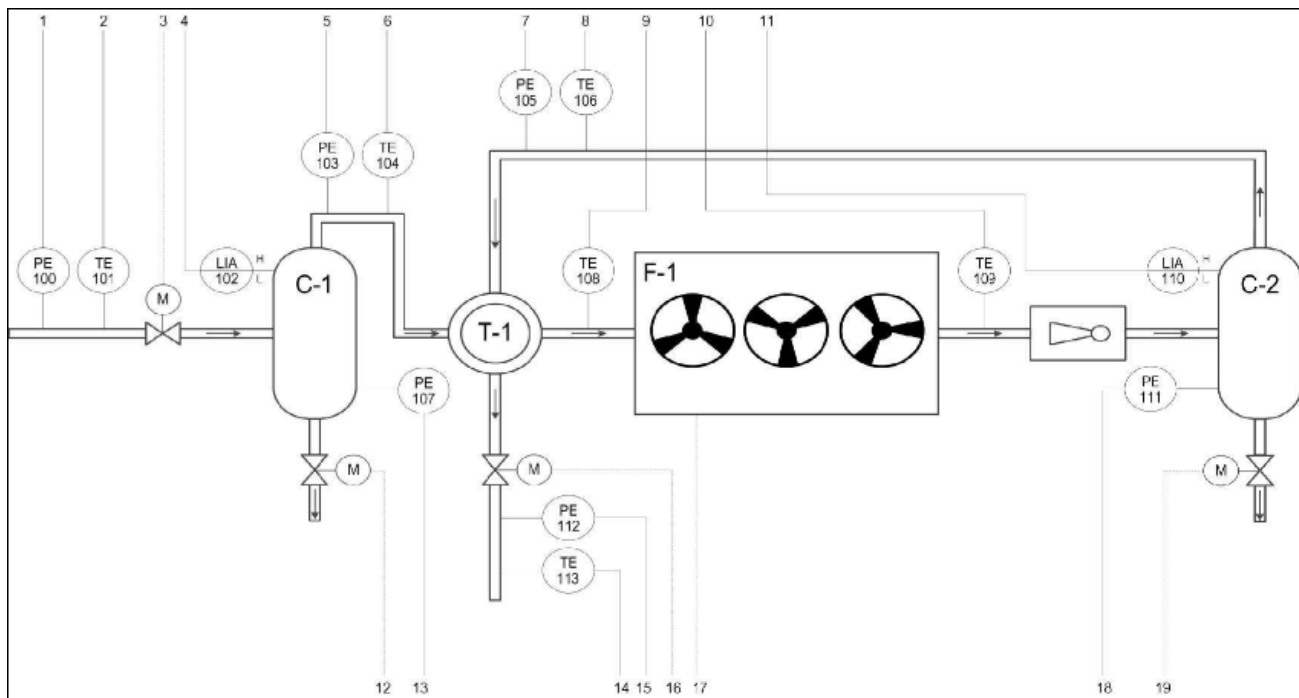 1 2 3 4 5 6 7 8 9 10 11
PE 105
TE 106
PE 103
TE 104
PE 100
TE 101
LIA 102
H
L
M
C-1
T-1
TE 108
F-1
TE 109
LIA 110
H
L
C-2
PE 107
PE 111
M
M
M
PE 112
TE 113
12 13 14 15 16 17 18 19